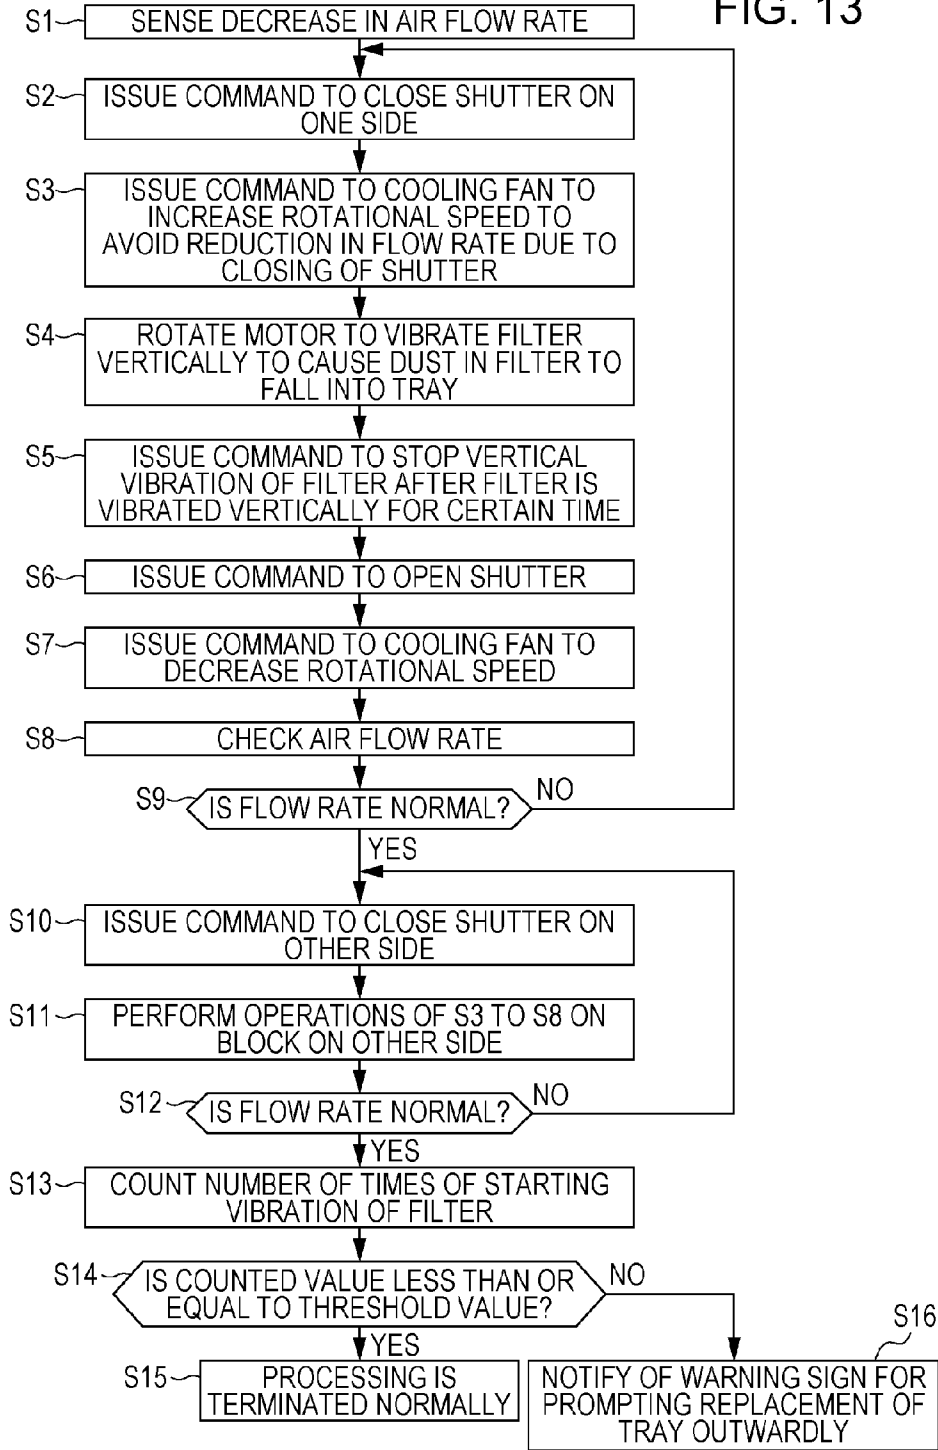 FIG. 13
S1
SENSE DECREASE IN AIR FLOW RATE
S2
ISSUE COMMAND TO CLOSE SHUTTER ON
ONE SIDE
S3
ISSUE COMMAND TO COOLING FAN TO
INCREASE ROTATIONAL SPEED TO
AVOID REDUCTION IN FLOW RATE DUE TO
CLOSING OF SHUTTER
S4
ROTATE MOTOR TO VIBRATE FILTER
VERTICALLY TO CAUSE DUST IN FILTER TO
FALL INTO TRAY
S5
ISSUE COMMAND TO STOP VERTICAL
VIBRATION OF FILTER AFTER FILTER IS
VIBRATED VERTICALLY FOR CERTAIN TIME
S6
ISSUE COMMAND TO OPEN SHUTTER
S7
ISSUE COMMAND TO COOLING FAN TO
DECREASE ROTATIONAL SPEED
S8
CHECK AIR FLOW RATE
S9
IS FLOW RATE NORMAL?
NO
YES
S10
ISSUE COMMAND TO CLOSE SHUTTER ON
OTHER SIDE
S11
PERFORM OPERATIONS OF S3 TO S8 ON
BLOCK ON OTHER SIDE
S12
IS FLOW RATE NORMAL?
NO
YES
S13
COUNT NUMBER OF TIMES OF STARTING
VIBRATION OF FILTER
S14
IS COUNTED VALUE LESS THAN OR
EQUAL TO THRESHOLD VALUE?
NO
YES
S15
PROCESSING IS
TERMINATED NORMALLY
S16
NOTIFY OF WARNING SIGN FOR
PROMPTING REPLACEMENT OF
TRAY OUTWARDLY